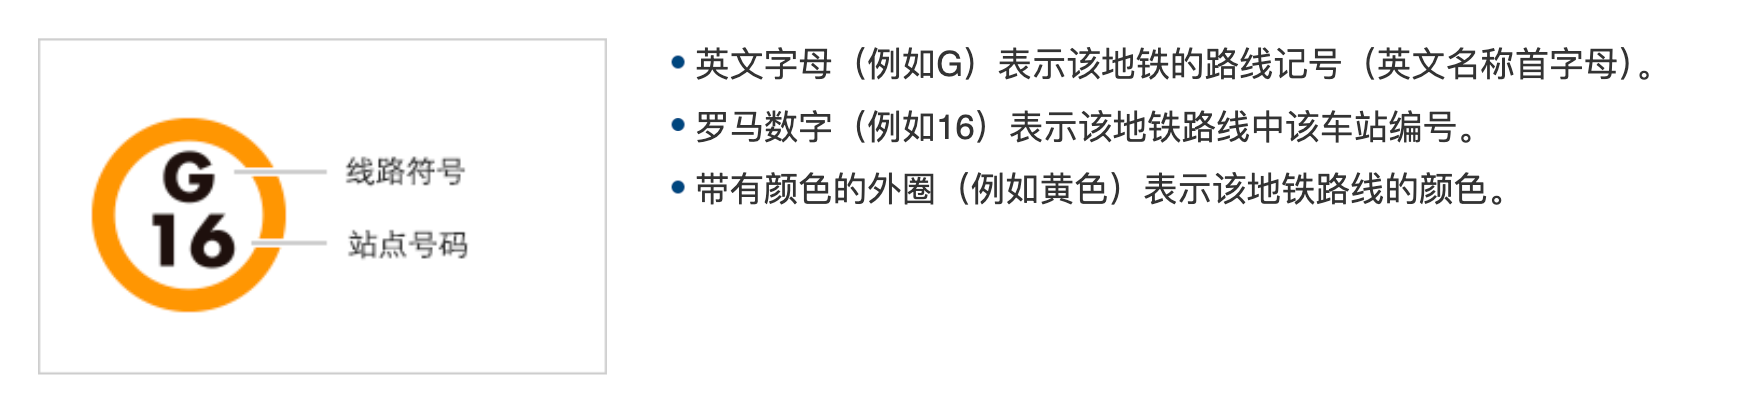 G
16
线路符号
站点号码
英文字母（例如G）表示该地铁的路线记号（英文名称首字母）。
罗马数字（例如16）表示该地铁路线中该车站编号。
带有颜色的外圈（例如黄色）表示该地铁路线的颜色。